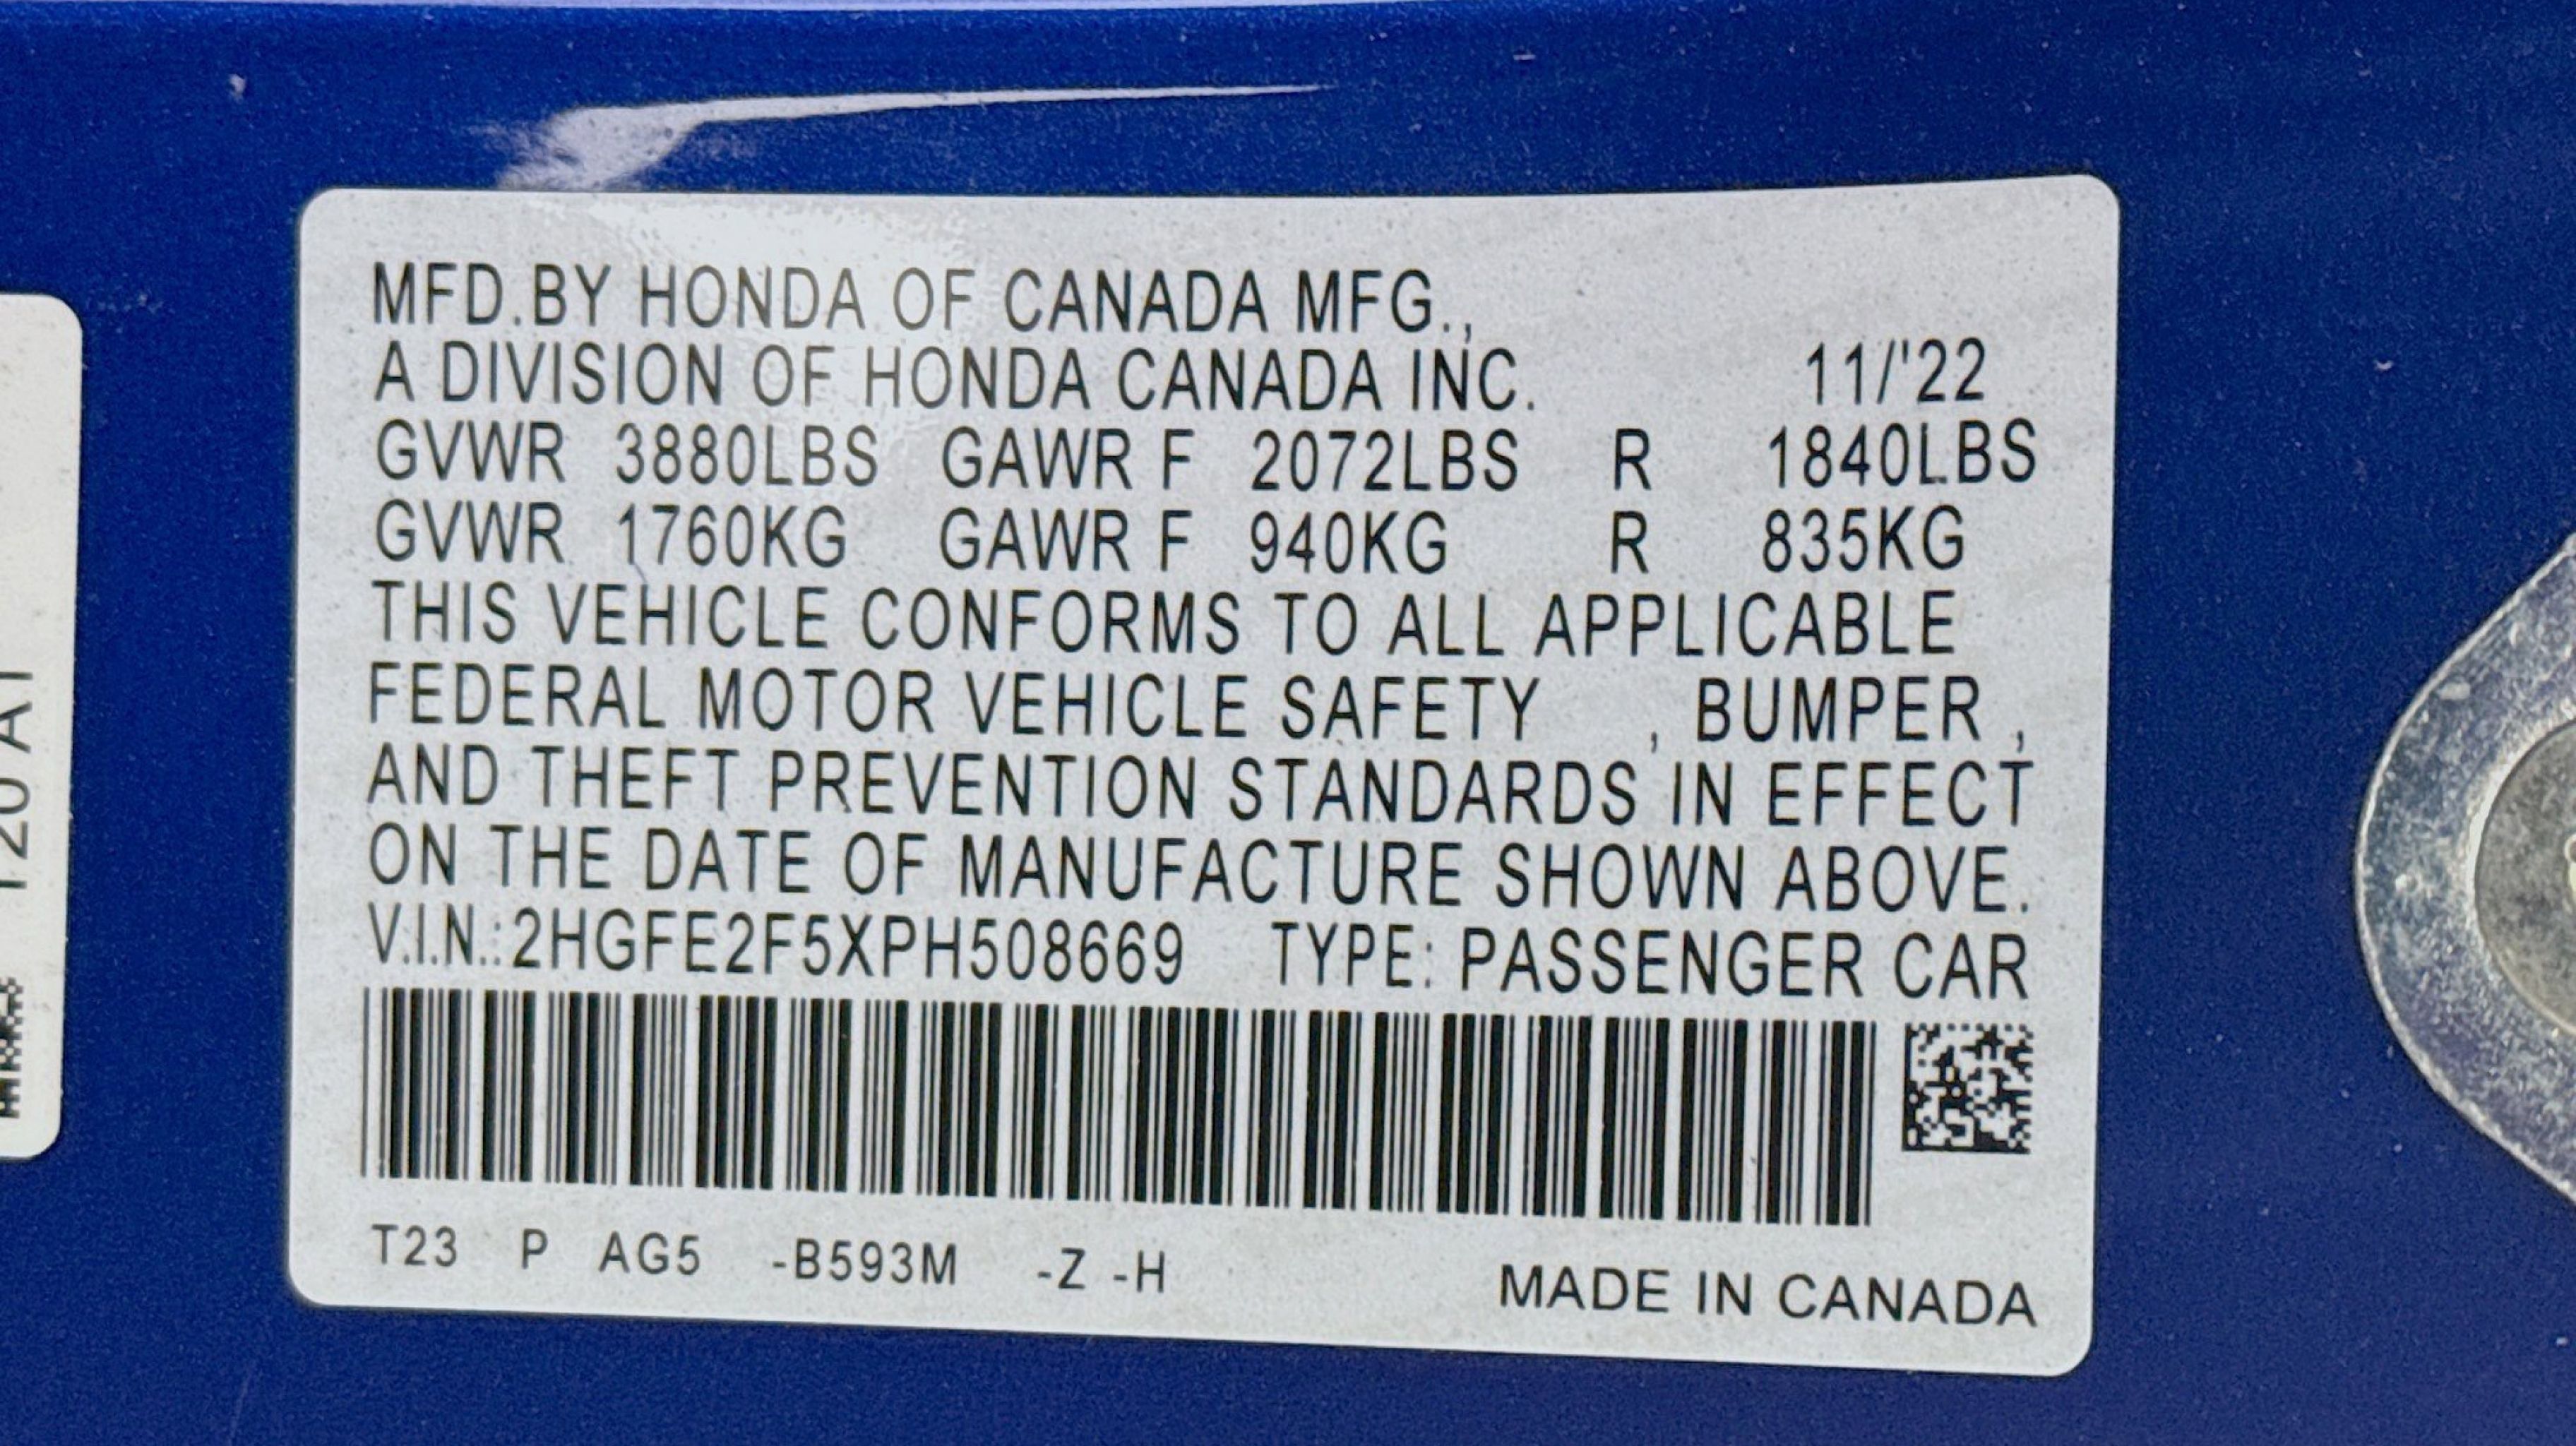 MFD.BY HONDA OF CANADA MFG.,
A DIVISION OF HONDA CANADA INC. 11/'22
GVWR 3880LBS GAWR F 2072LBS R 1840LBS
GVWR 1760KG GAWR F 940KG R 835KG
THIS VEHICLE CONFORMS TO ALL APPLICABLE
FEDERAL MOTOR VEHICLE SAFETY , BUMPER ,
AND THEFT PREVENTION STANDARDS IN EFFECT
ON THE DATE OF MANUFACTURE SHOWN ABOVE.
V.I.N.:2HGFE2F5XPH508669 TYPE: PASSENGER CAR
T23 P AG5 -B593M -Z -H
MADE IN CANADA